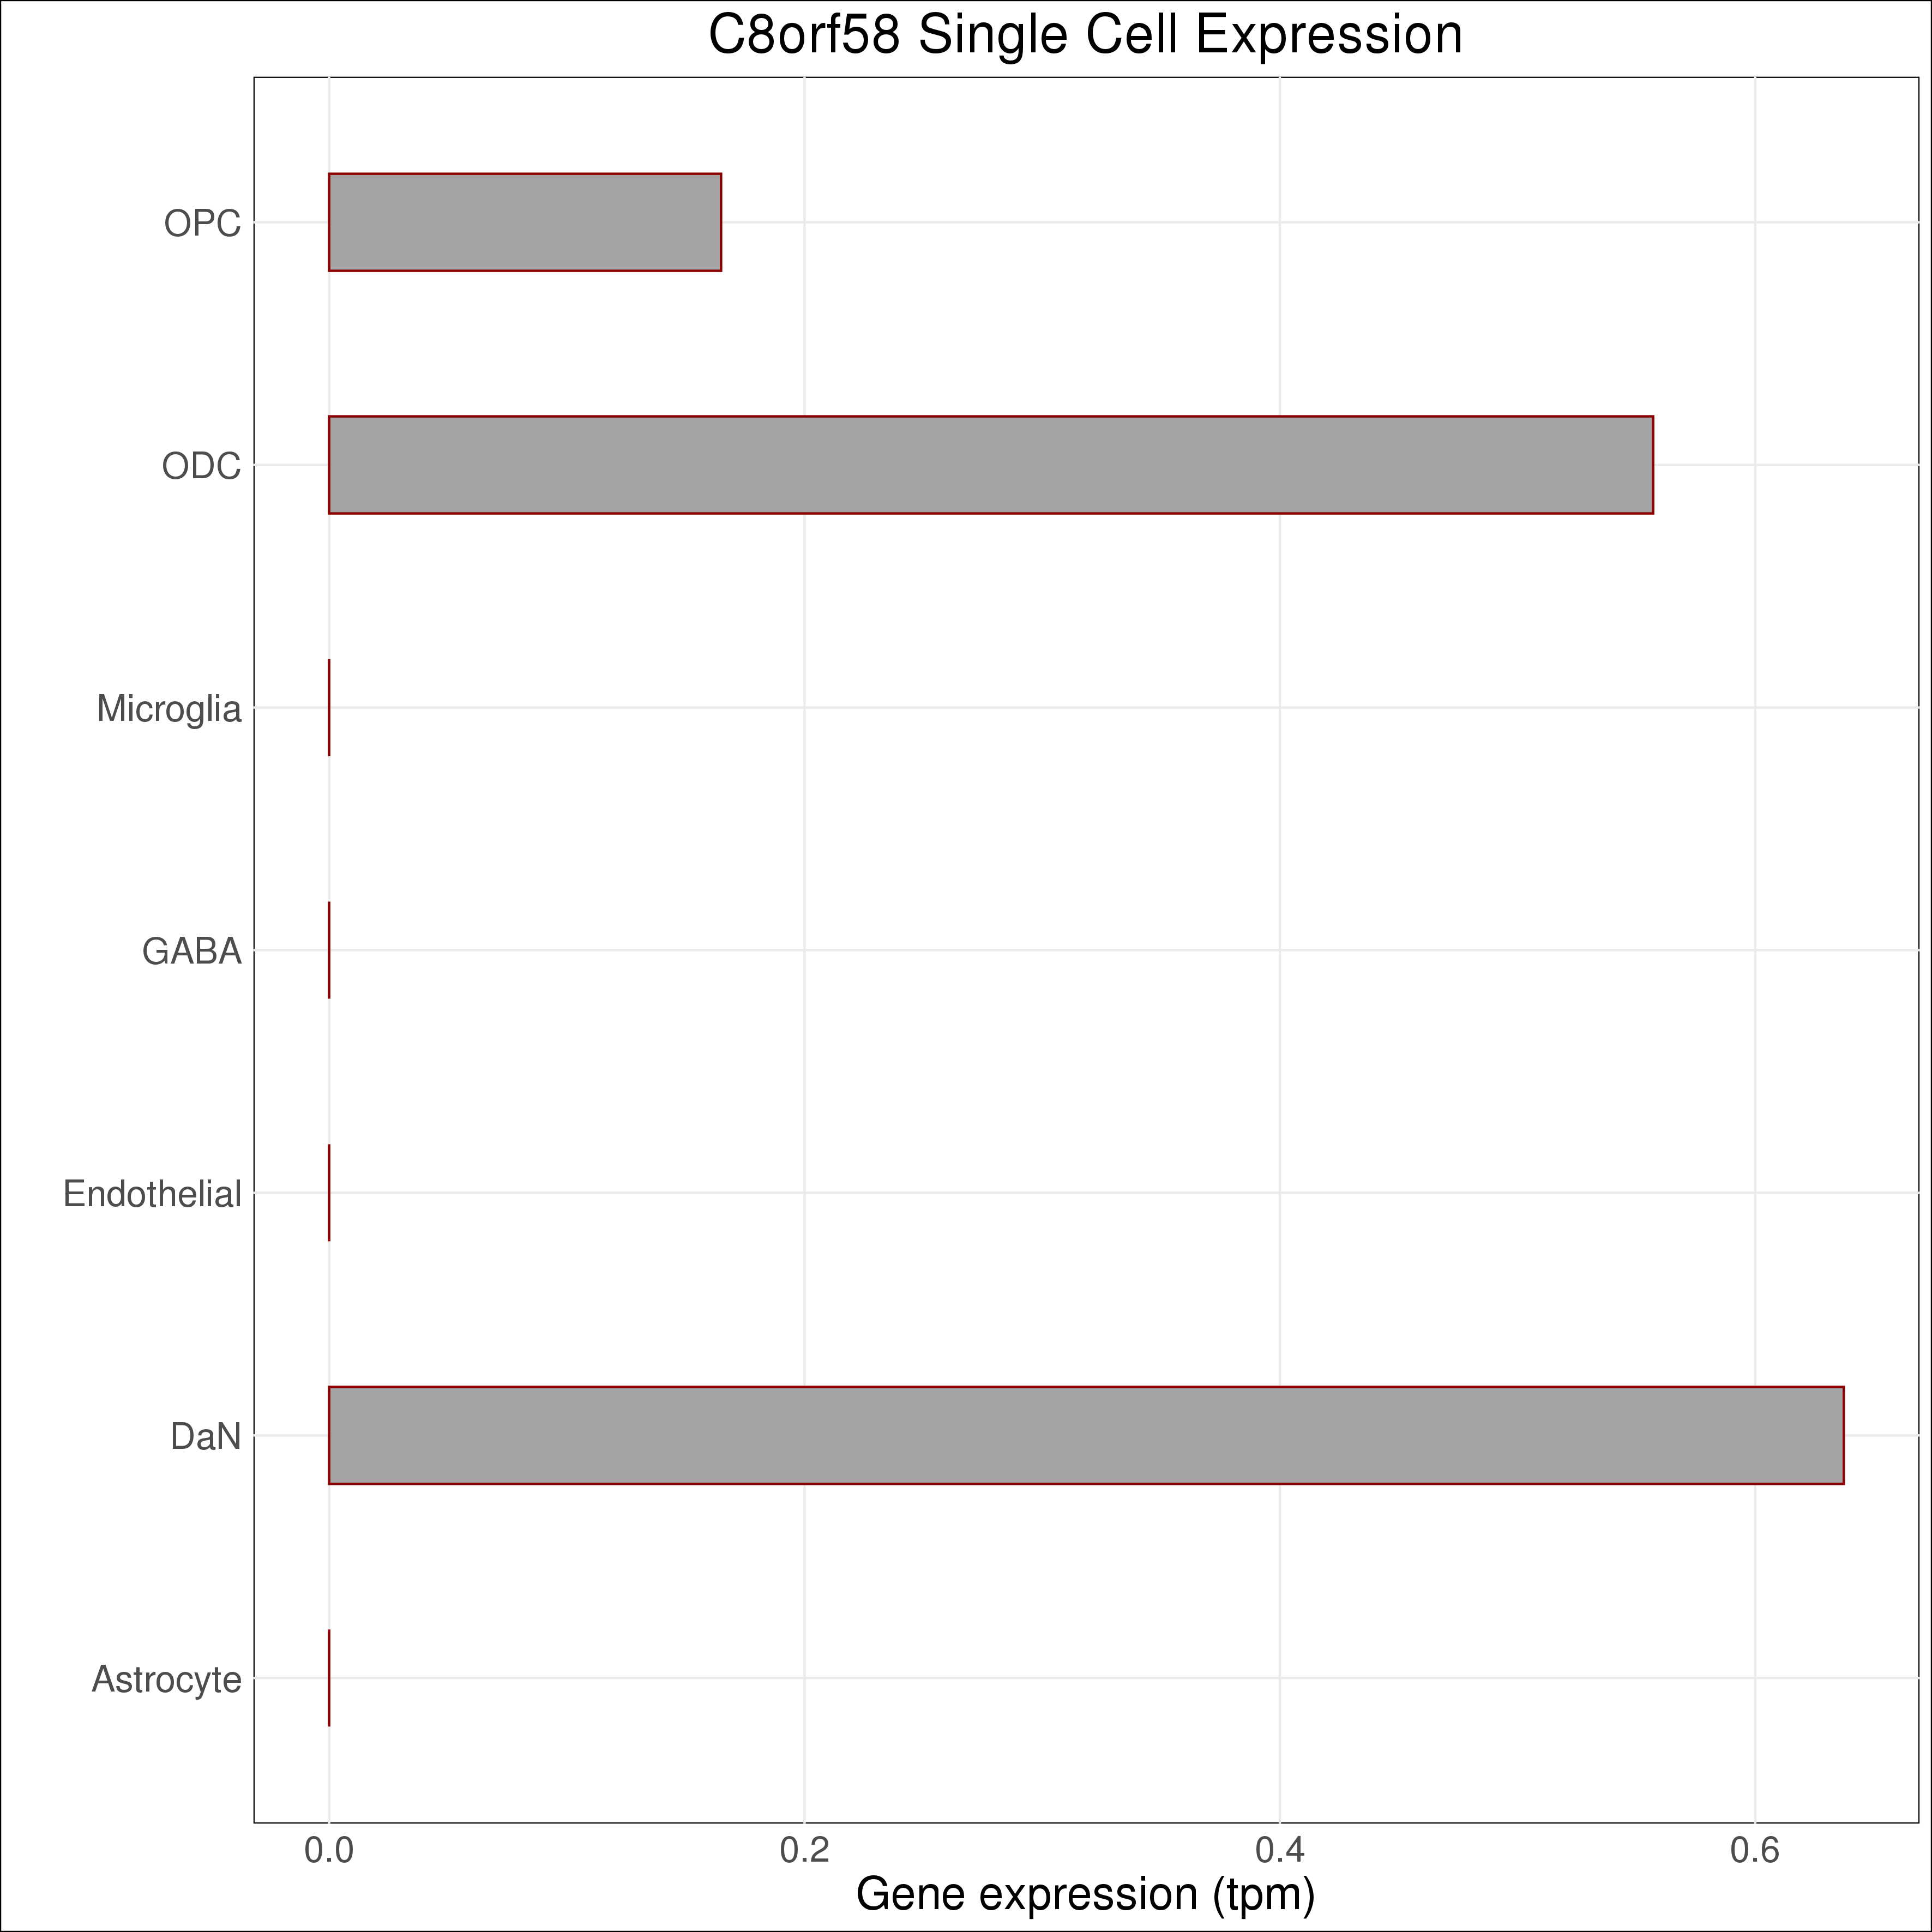 C8orf58 Single Cell Expression
OPC
ODC
Microglia
GABA
Endothelial
DaN
Astrocyte
0.0 0.2 0.4 0.6
Gene expression (tpm)